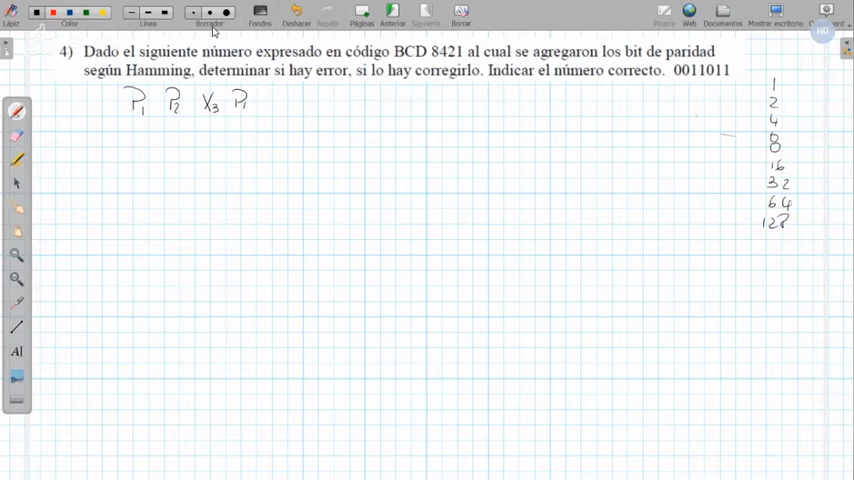 Lápiz Color Línea Borrador Fondos Deshacer Repetir Páginas Anterior Siguiente Borrar Pizarra Web Documentos Mostrar escritorio
HD
4) Dado el siguiente número expresado en código BCD 8421 al cual se agregaron los bit de paridad
según Hamming, determinar si hay error, si lo hay corregirlo. Indicar el número correcto. 0011011
P1 P2 X3 P
1
2
4
8
16
32
64
128
AI